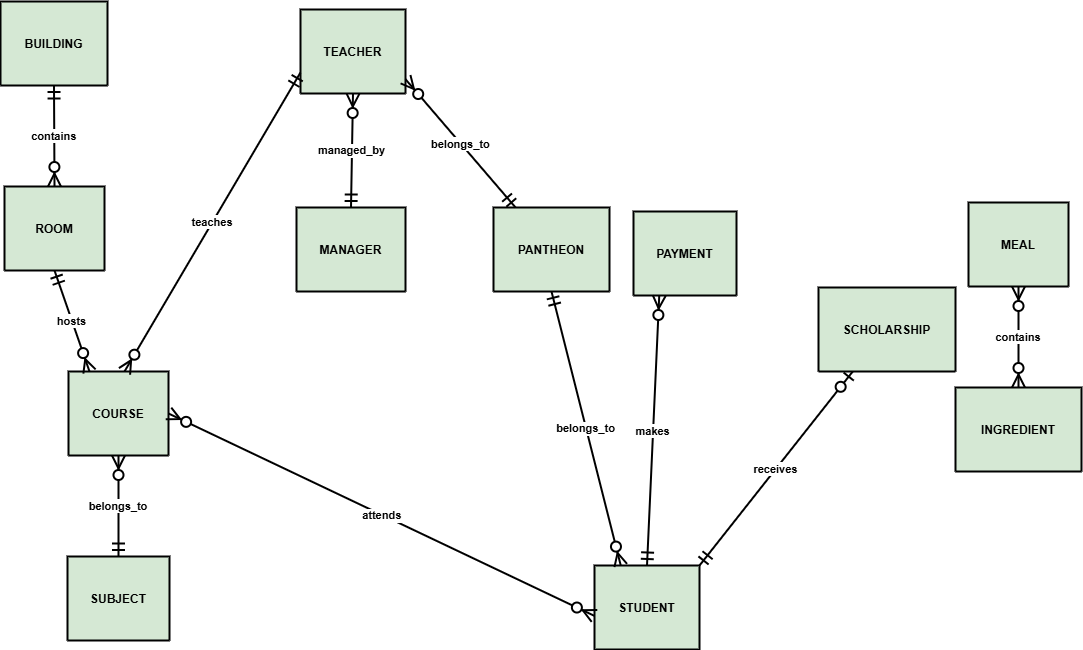 BUILDING
TEACHER
contains
managed_by
belongs_to
ROOM
teaches
MANAGER
PANTHEON
PAYMENT
MEAL
hosts
SCHOLARSHIP
contains
COURSE
belongs_to
makes
INGREDIENT
receives
belongs_to
attends
SUBJECT
STUDENT